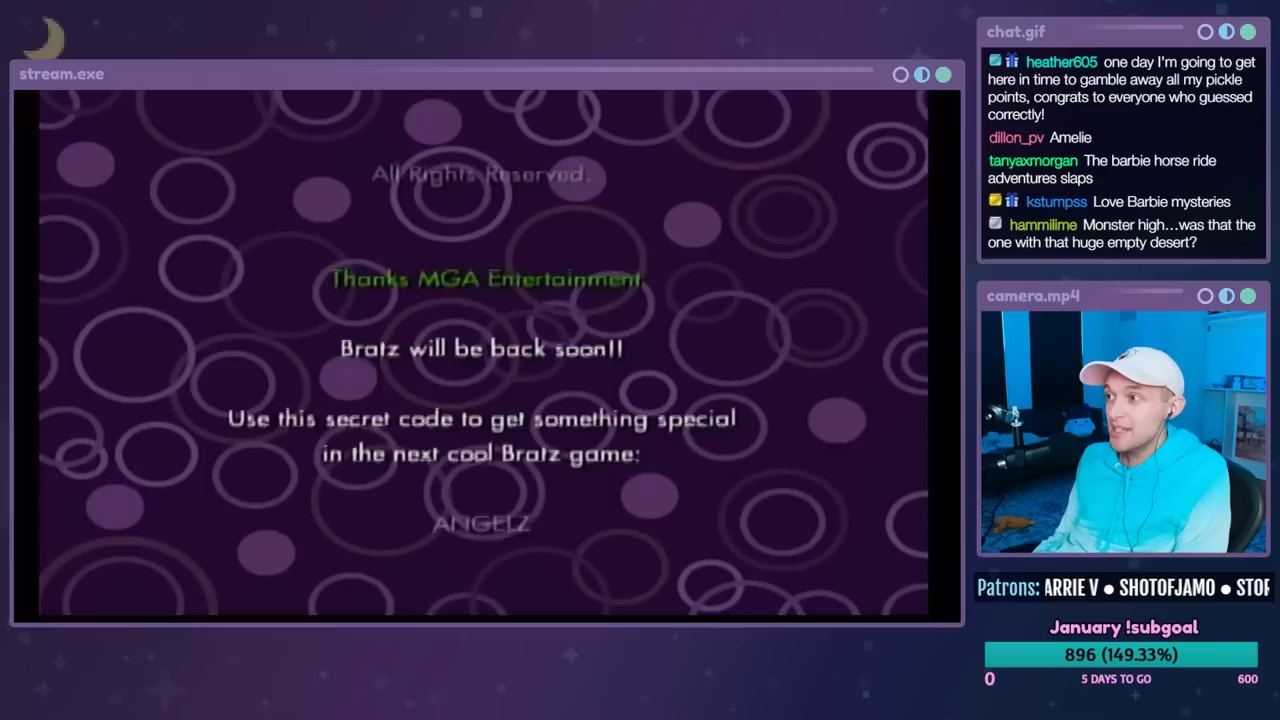 stream.exe
All Rights Reserved.
Thanks MGA Entertainment
Bratz will be back soon!!
Use this secret code to get something special
in the next cool Bratz game:
ANGELZ
chat.gif
heather605 one day I'm going to get
here in time to gamble away all my pickle
points, congrats to everyone who guessed
correctly!
dillon_pv Amelie
tanyaxmorgan The barbie horse ride
adventures slaps
kstumpss Love Barbie mysteries
hammilime Monster high...was that the
one with that huge empty desert?
camera.mp4
Patrons: ARRIE V ● SHOTOFJAMO ● STOF
January !subgoal
896 (149.33%)
0 5 DAYS TO GO 600